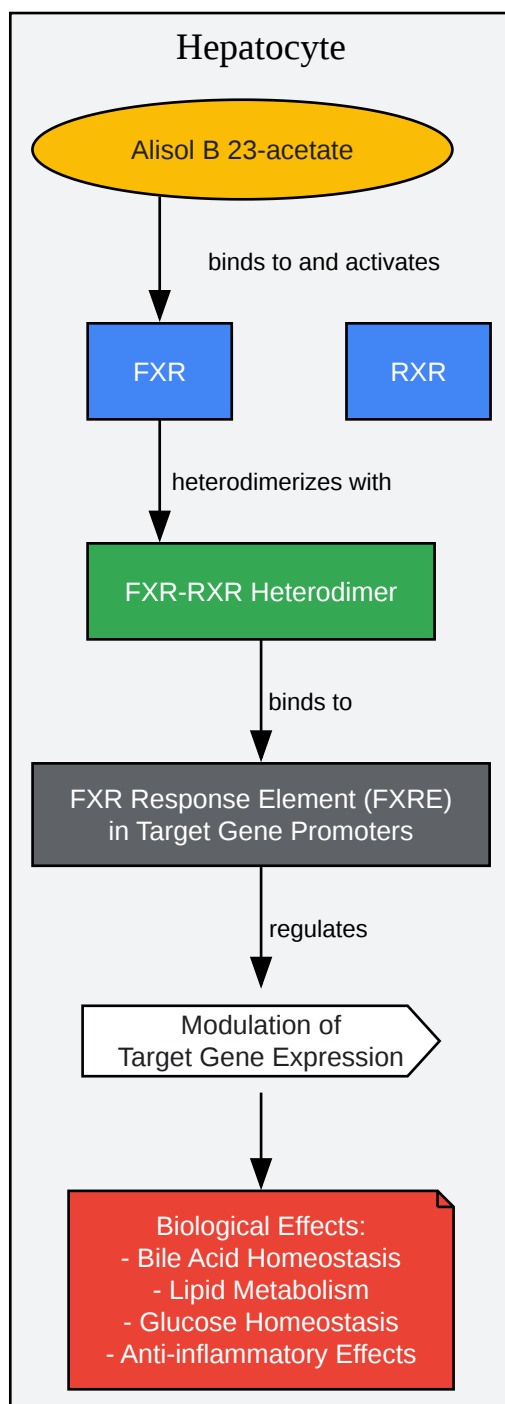 Hepatocyte
Alisol B 23-acetate
binds to and activates
FXR
RXR
heterodimerizes with
FXR-RXR Heterodimer
binds to
FXR Response Element (FXRE)
in Target Gene Promoters
regulates
Modulation of
Target Gene Expression
Biological Effects:
- Bile Acid Homeostasis
- Lipid Metabolism
- Glucose Homeostasis
- Anti-inflammatory Effects